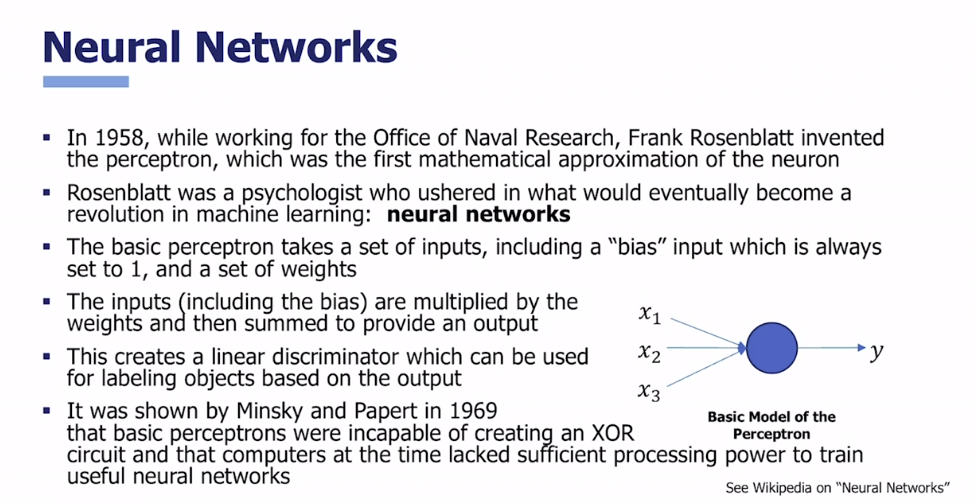 Neural Networks
▪ In 1958, while working for the Office of Naval Research, Frank Rosenblatt invented
the perceptron, which was the first mathematical approximation of the neuron
▪ Rosenblatt was a psychologist who ushered in what would eventually become a
revolution in machine learning: neural networks
▪ The basic perceptron takes a set of inputs, including a “bias” input which is always
set to 1, and a set of weights
▪ The inputs (including the bias) are multiplied by the
weights and then summed to provide an output
▪ This creates a linear discriminator which can be used
for labeling objects based on the output
▪ It was shown by Minsky and Papert in 1969
that basic perceptrons were incapable of creating an XOR
circuit and that computers at the time lacked sufficient processing power to train
useful neural networks
x₁
x₂
x₃
y
Basic Model of the
Perceptron
See Wikipedia on “Neural Networks”